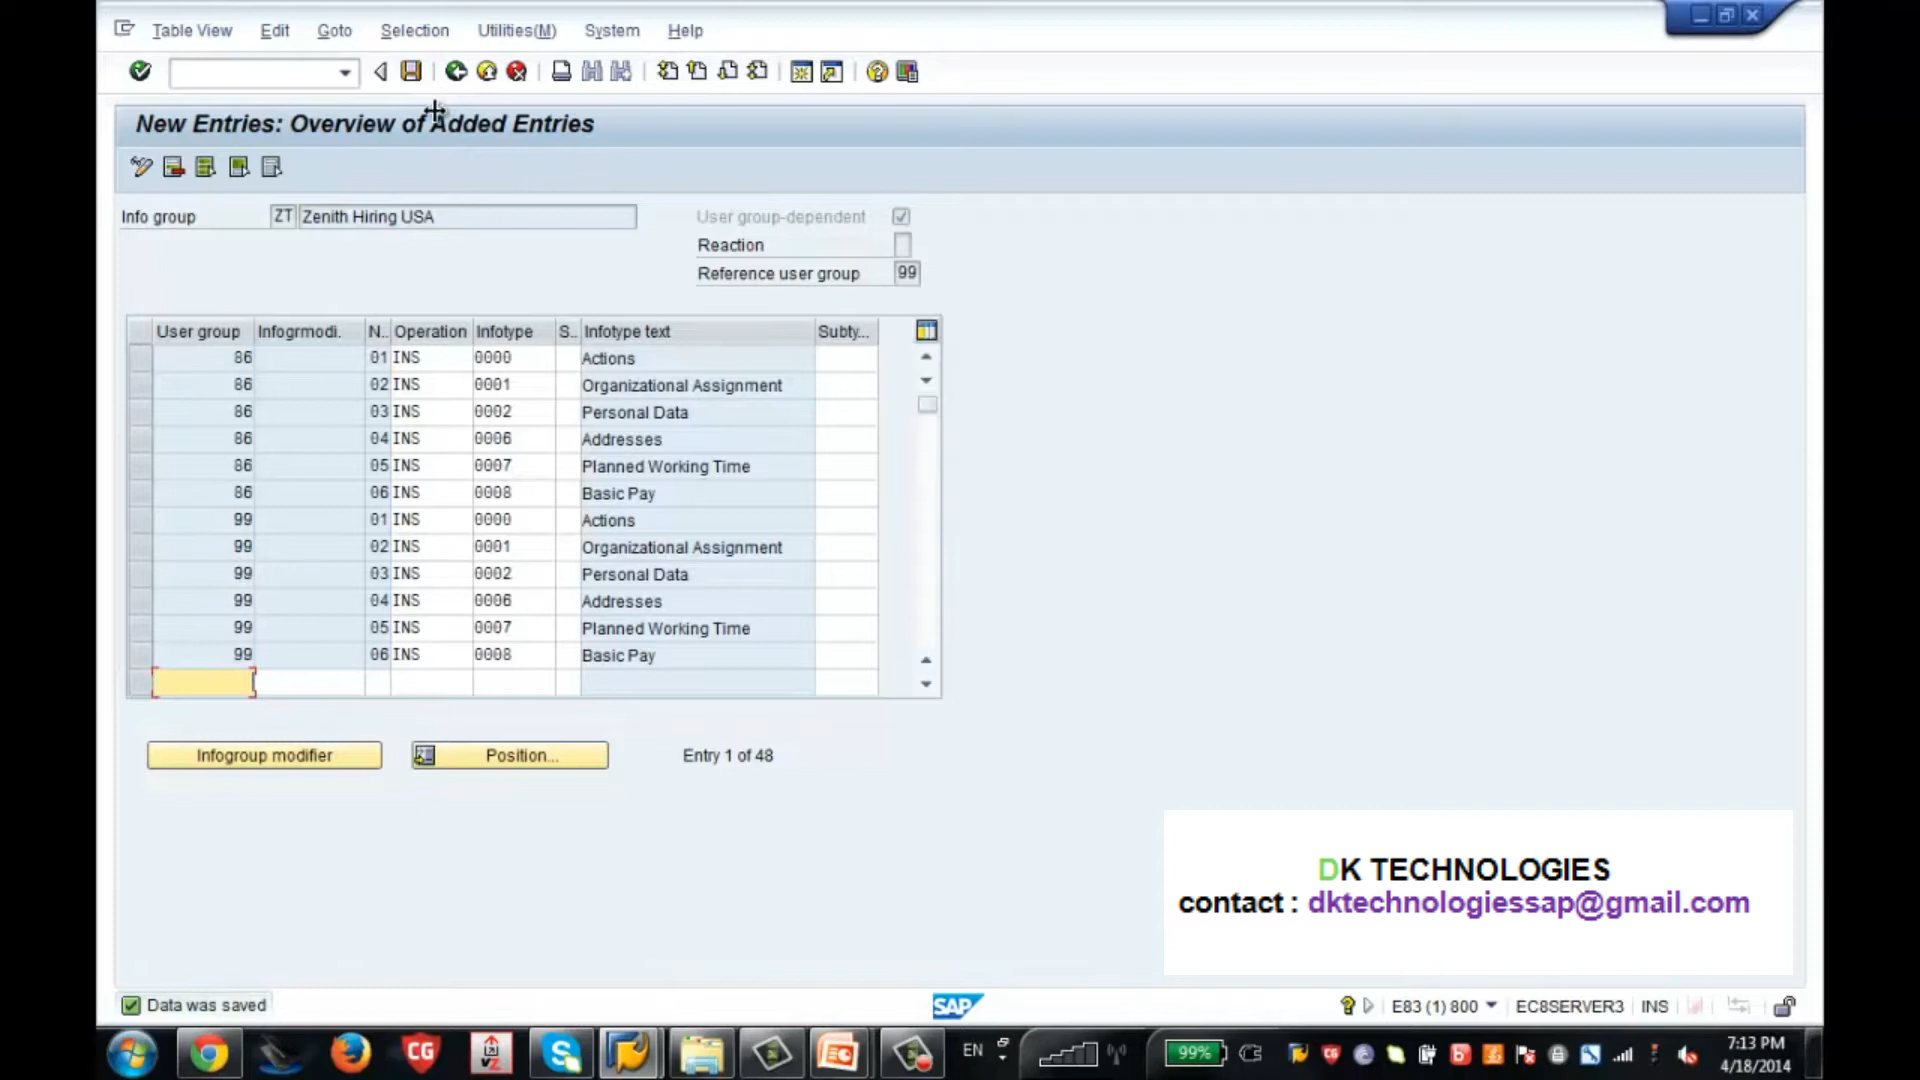 Table View Edit Goto Selection Utilities(M) System Help
New Entries: Overview of Added Entries
Info group ZT Zenith Hiring USA User group-dependent
Reaction
Reference user group 99
User group Infogrmodi. N.. Operation Infotype S.. Infotype text Subty...
86 01 INS 0000 Actions
86 02 INS 0001 Organizational Assignment
86 03 INS 0002 Personal Data
86 04 INS 0006 Addresses
86 05 INS 0007 Planned Working Time
86 06 INS 0008 Basic Pay
99 01 INS 0000 Actions
99 02 INS 0001 Organizational Assignment
99 03 INS 0002 Personal Data
99 04 INS 0006 Addresses
99 05 INS 0007 Planned Working Time
99 06 INS 0008 Basic Pay
Infogroup modifier Position... Entry 1 of 48
DK TECHNOLOGIES
contact : dktechnologiessap@gmail.com
Data was saved SAP E83 (1) 800 EC8SERVER3 INS
CG EN 99% 7:13 PM
4/18/2014